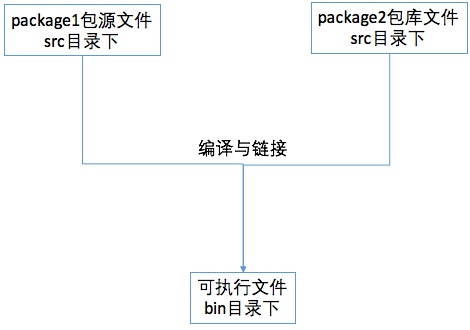 package1包源文件
src目录下
package2包库文件
src目录下
编译与链接
可执行文件
bin目录下